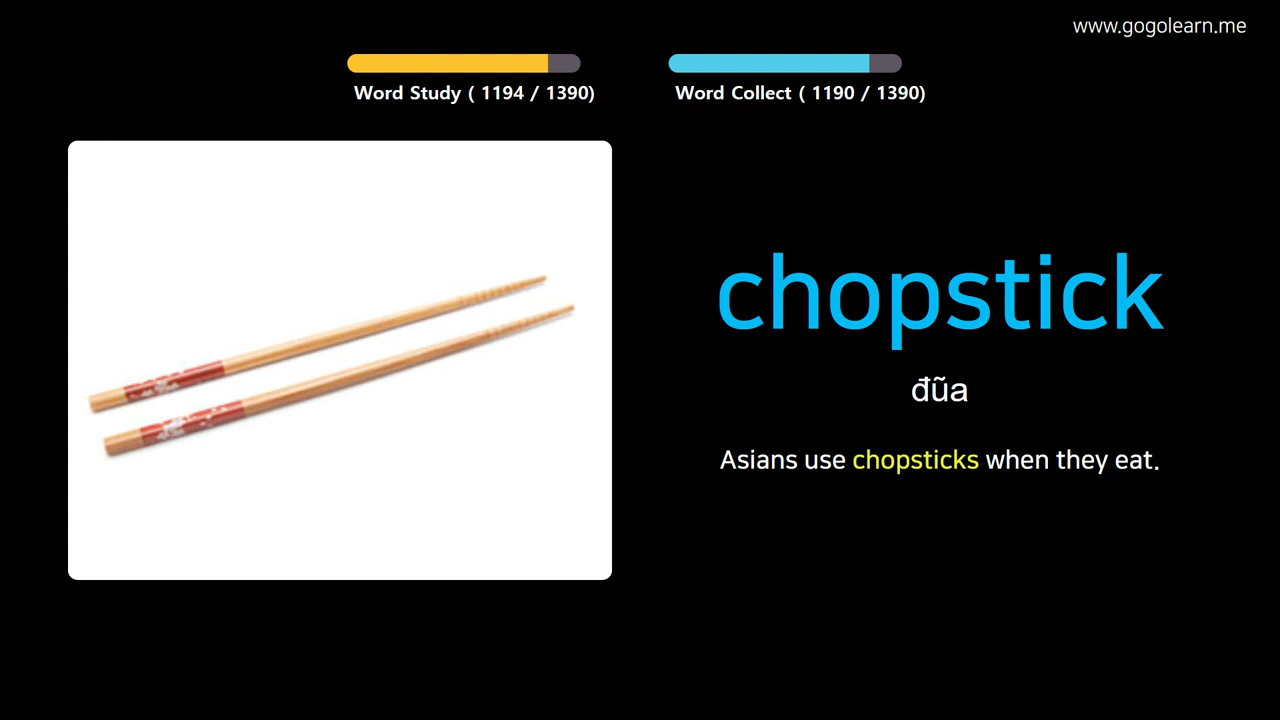 www.gogolearn.me
Word Study ( 1194 / 1390)
Word Collect ( 1190 / 1390)
chopstick
đũa
Asians use chopsticks when they eat.